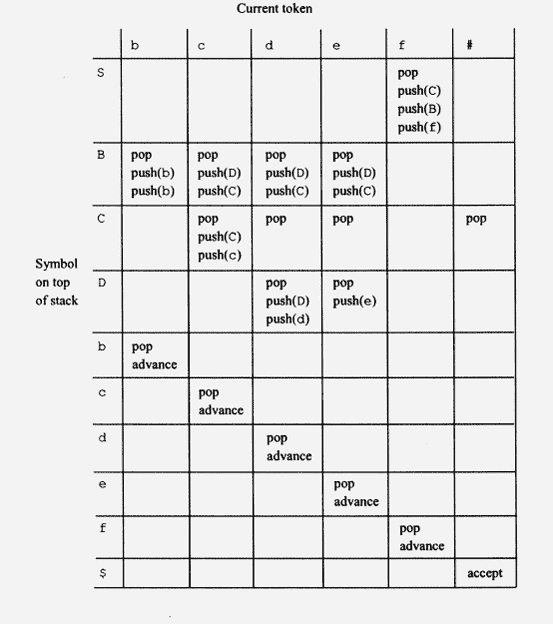 Current token
b c d e f #
S pop
push(C)
push(B)
push(f)
B pop pop pop pop
push(b) push(D) push(D) push(D)
push(b) push(C) push(C) push(C)
C pop pop pop pop
push(C)
push(c)
Symbol
on top
of stack
D pop pop
push(D) push(e)
push(d)
b pop
advance
c pop
advance
d pop
advance
e pop
advance
f pop
advance
$ accept